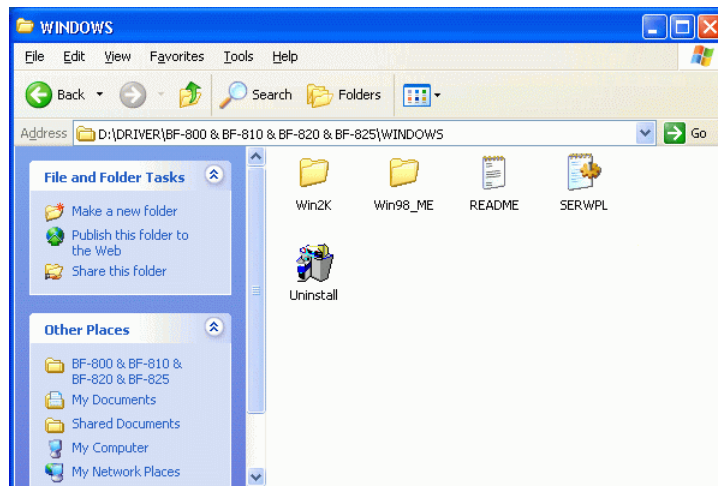 WINDOWS
File Edit View Favorites Tools Help
Back Search Folders
Address D:\DRIVER\BF-800 & BF-810 & BF-820 & BF-825\WINDOWS Go
File and Folder Tasks
Make a new folder
Publish this folder to
the Web
Share this folder
Other Places
BF-800 & BF-810 &
BF-820 & BF-825
My Documents
Shared Documents
My Computer
My Network Places
Win2K Win98_ME README SERWPL
Uninstall